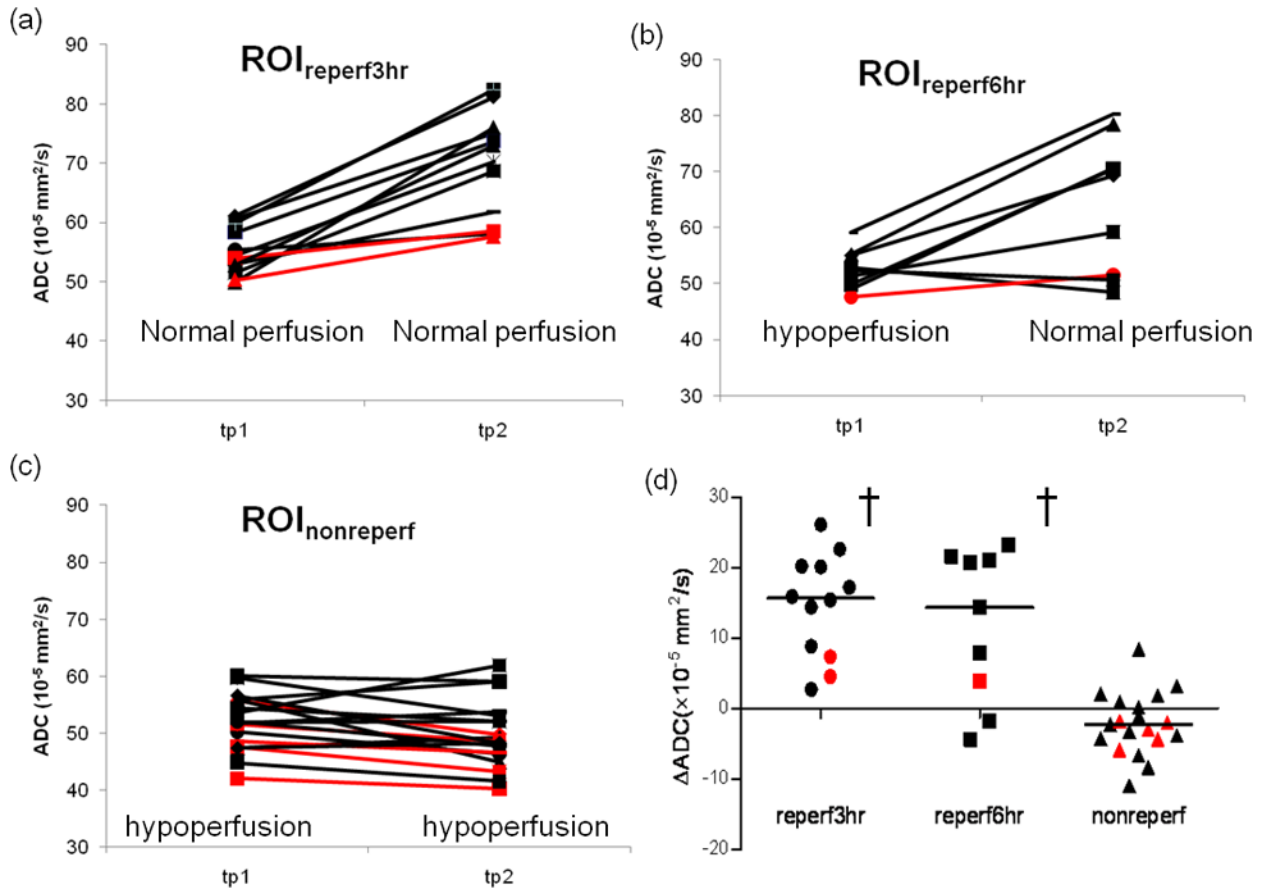 (a)
ROIreperf3hr
ADC (10-5 mm2/s)
90
80
70
60
50
40
30
Normal perfusion
Normal perfusion
tp1
tp2
(b)
ROIreperf6hr
ADC (10-5 mm2/s)
90
80
70
60
50
40
30
hypoperfusion
Normal perfusion
tp1
tp2
(c)
ROInonreperf
ADC (10-5 mm2/s)
90
80
70
60
50
40
30
hypoperfusion
hypoperfusion
tp1
tp2
(d)
ΔADC(×10-5 mm2/s)
30
20
10
0
-10
-20
†
†
reperf3hr
reperf6hr
nonreperf